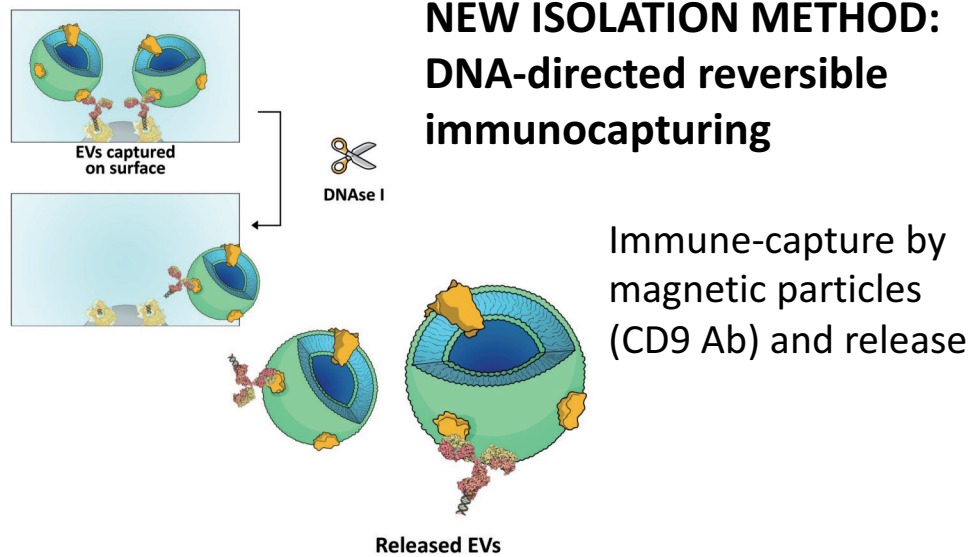 NEW ISOLATION METHOD:
DNA-directed reversible
immunocapturing
EVs captured
on surface
DNAse I
Immune-capture by
magnetic particles
(CD9 Ab) and release
Released EVs